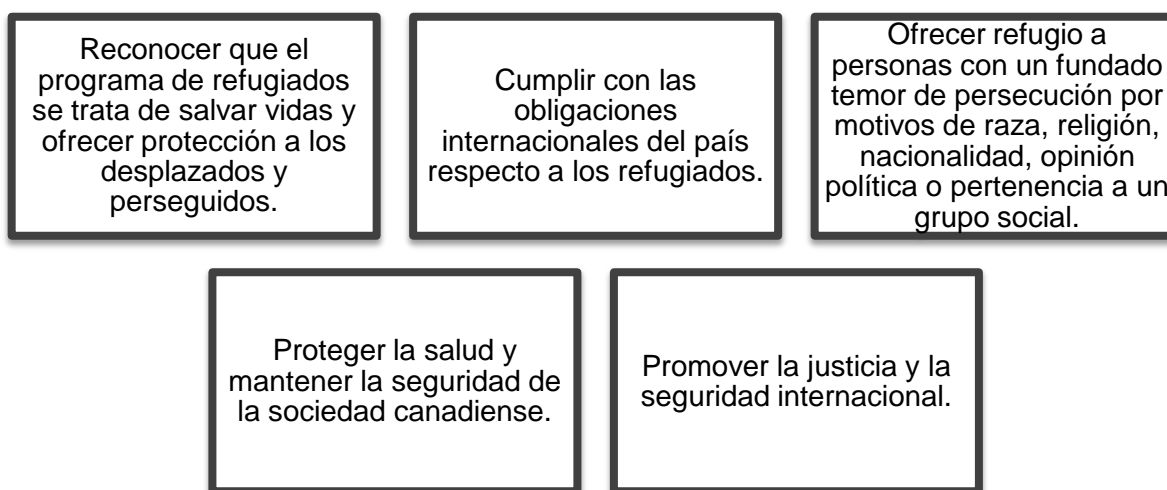 Reconocer que el
programa de refugiados
se trata de salvar vidas y
ofrecer protección a los
desplazados y
perseguidos.
Cumplir con las
obligaciones
internacionales del país
respecto a los refugiados.
Ofrecer refugio a
personas con un fundado
temor de persecución por
motivos de raza, religión,
nacionalidad, opinión
política o pertenencia a un
grupo social.
Proteger la salud y
mantener la seguridad de
la sociedad canadiense.
Promover la justicia y la
seguridad internacional.